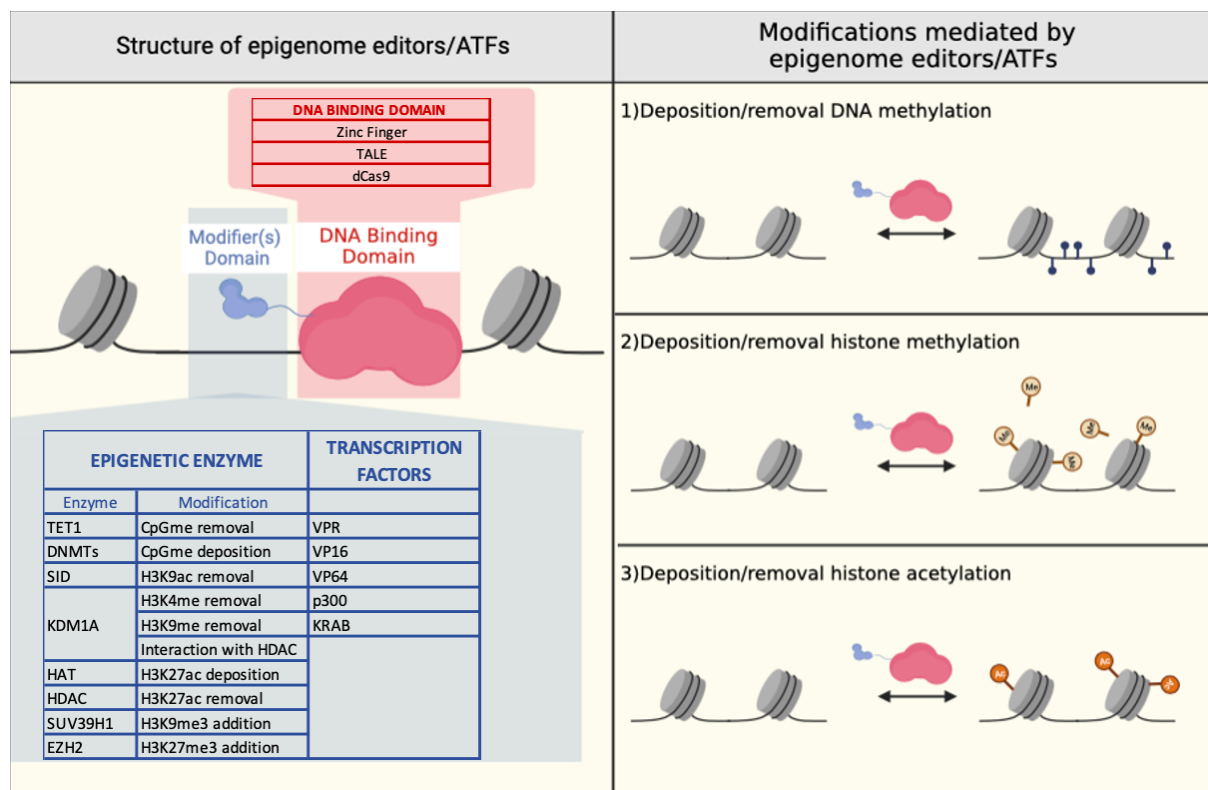 Structure of epigenome editors/ATFs
DNA BINDING DOMAIN
Zinc Finger
TALE
dCas9
Modifier(s)
Domain
DNA Binding
Domain
EPIGENETIC ENZYME
TRANSCRIPTION
FACTORS
Enzyme Modification
TET1 CpGme removal VPR
DNMTs CpGme deposition VP16
SID H3K9ac removal VP64
KDM1A H3K4me removal p300
H3K9me removal KRAB
Interaction with HDAC
HAT H3K27ac deposition
HDAC H3K27ac removal
SUV39H1 H3K9me3 addition
EZH2 H3K27me3 addition
Modifications mediated by
epigenome editors/ATFs
1)Deposition/removal DNA methylation
2)Deposition/removal histone methylation
Me
Me
Me
Me
Me
3)Deposition/removal histone acetylation
Ac
Ac
Ac